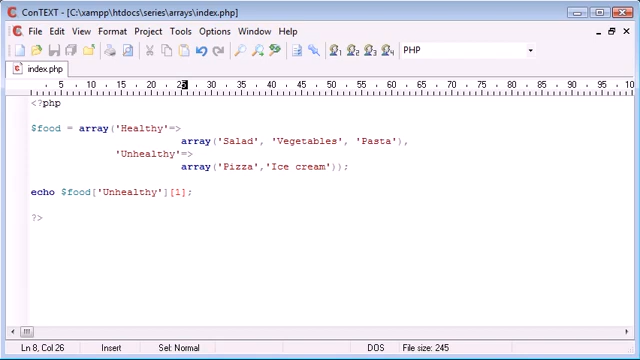 ConTEXT - [C:\xampp\htdocs\series\arrays\index.php]
File Edit View Format Project Tools Options Window Help
PHP
index.php
5 10 15 20 25 30 35 40 45 50 55 60 65 70 75 80 85 90 95 100
<?php
$food = array('Healthy'=>
array('Salad', 'Vegetables', 'Pasta'),
'Unhealthy'=>
array('Pizza','Ice cream'));
echo $food['Unhealthy'][1];
?>
Ln 8, Col 26 Insert Sel: Normal DOS File size: 245